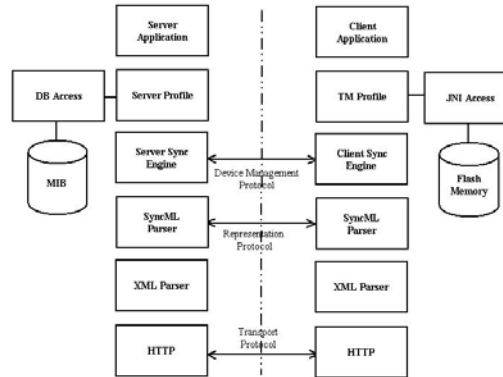 Server
Application
Client
Application
DB Access
Server Profile
TM Profile
JNI Access
MIB
Server Sync
Engine
Device Management
Protocol
Client Sync
Engine
Flash
Memory
SyncML
Parser
Representation
Protocol
SyncML
Parser
XML Parser
XML Parser
HTTP
Transport
Protocol
HTTP